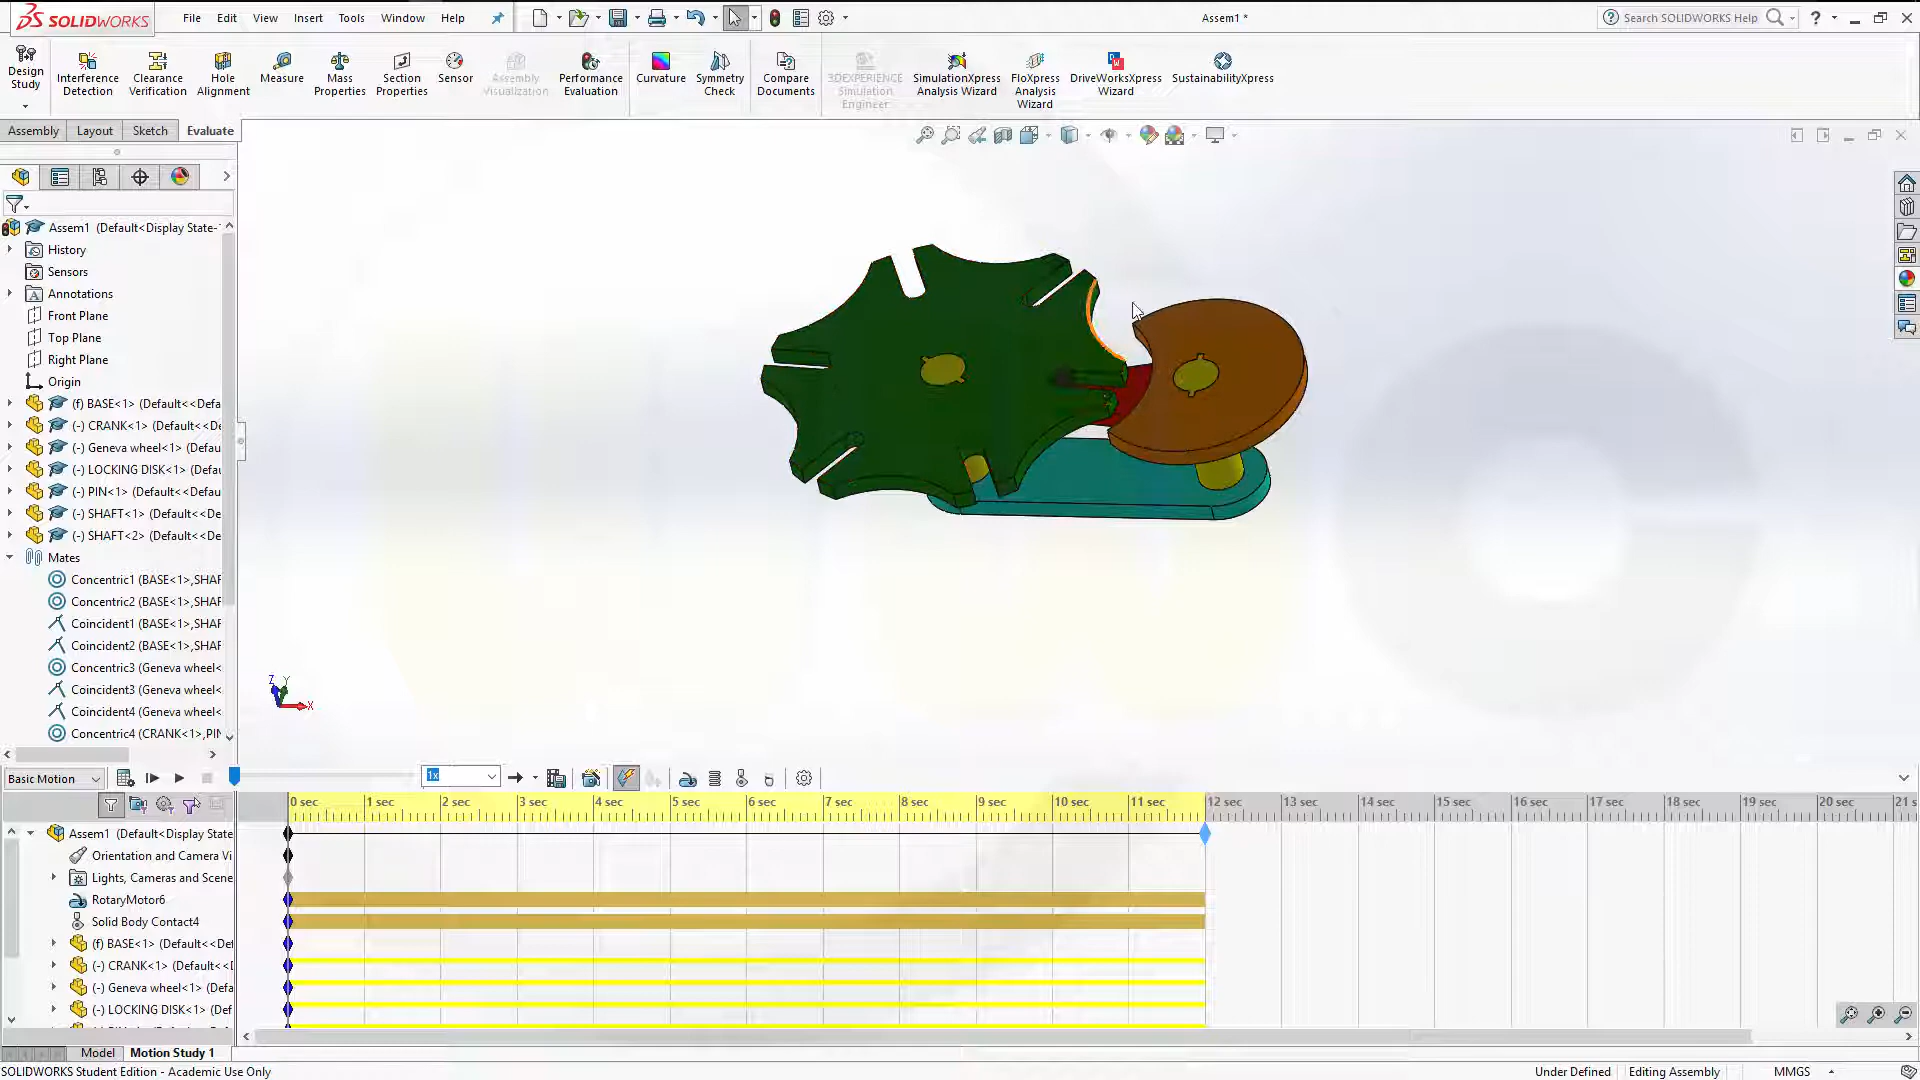 SOLIDWORKS
File Edit View Insert Tools Window Help
Assem1 *
Search SOLIDWORKS Help
Design Study
Interference Detection
Clearance Verification
Hole Alignment
Measure
Mass Properties
Section Properties
Sensor
Assembly Visualization
Performance Evaluation
Curvature
Symmetry Check
Compare Documents
3DEXPERIENCE Simulation Engineer
SimulationXpress Analysis Wizard
FloXpress Analysis Wizard
DriveWorksXpress Wizard
SustainabilityXpress
Assembly Layout Sketch Evaluate
Assem1 (Default<Display State-
History
Sensors
Annotations
Front Plane
Top Plane
Right Plane
Origin
(f) BASE<1> (Default<<Defa
(-) CRANK<1> (Default<<De
(-) Geneva wheel<1> (Defau
(-) LOCKING DISK<1> (Defau
(-) PIN<1> (Default<<Defaul
(-) SHAFT<1> (Default<<De
(-) SHAFT<2> (Default<<De
Mates
Concentric1 (BASE<1>,SHAF
Concentric2 (BASE<1>,SHAF
Coincident1 (BASE<1>,SHAF
Coincident2 (BASE<1>,SHAF
Concentric3 (Geneva wheel<
Coincident3 (Geneva wheel<
Coincident4 (Geneva wheel<
Concentric4 (CRANK<1>,PIN
Z Y X
Basic Motion
1x
0 sec 1 sec 2 sec 3 sec 4 sec 5 sec 6 sec 7 sec 8 sec 9 sec 10 sec 11 sec 12 sec 13 sec 14 sec 15 sec 16 sec 17 sec 18 sec 19 sec 20 sec 21 s
Assem1 (Default<Display State
Orientation and Camera Vi
Lights, Cameras and Scene
RotaryMotor6
Solid Body Contact4
(f) BASE<1> (Default<<Def
(-) CRANK<1> (Default<<D
(-) Geneva wheel<1> (Defa
(-) LOCKING DISK<1> (Def
Model Motion Study 1
SOLIDWORKS Student Edition - Academic Use Only
Under Defined Editing Assembly MMGS